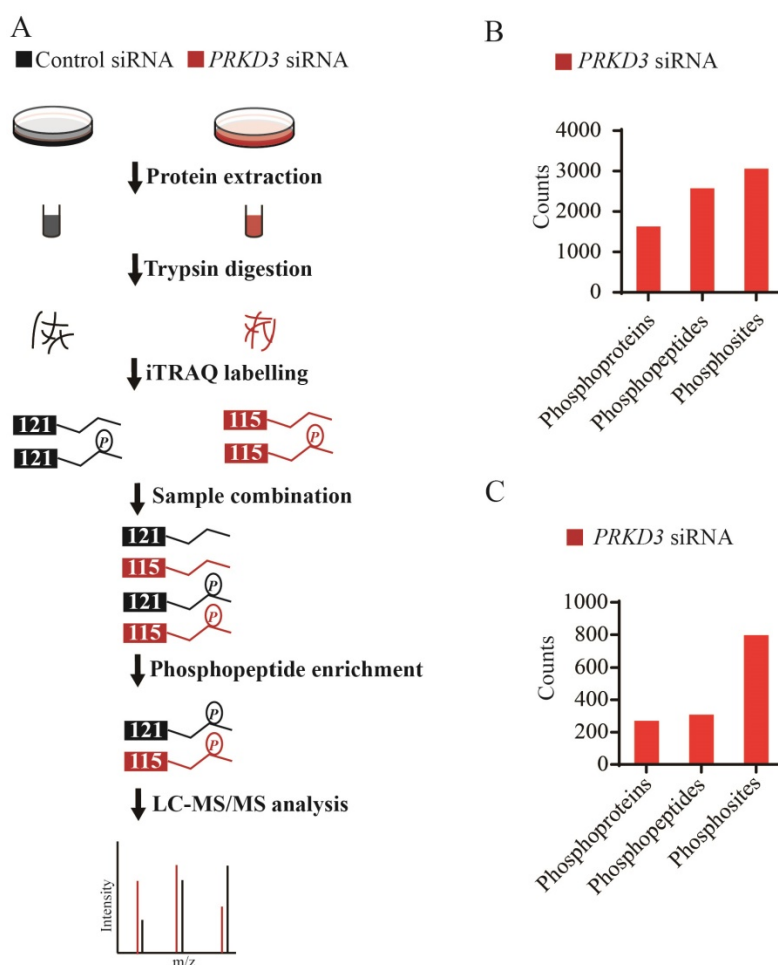 A
Control siRNA PRKD3 siRNA
Protein extraction
Trypsin digestion
iTRAQ labelling
121 115
P P
121 115
Sample combination
121
115
P
121
P
115
Phosphopeptide enrichment
P
121
P
115
LC-MS/MS analysis
Intensity
m/z
B
PRKD3 siRNA
4000
3000
2000
1000
0
Counts
Phosphoproteins
Phosphopeptides
Phosphosites
C
PRKD3 siRNA
1000
800
600
400
200
0
Counts
Phosphoproteins
Phosphopeptides
Phosphosites